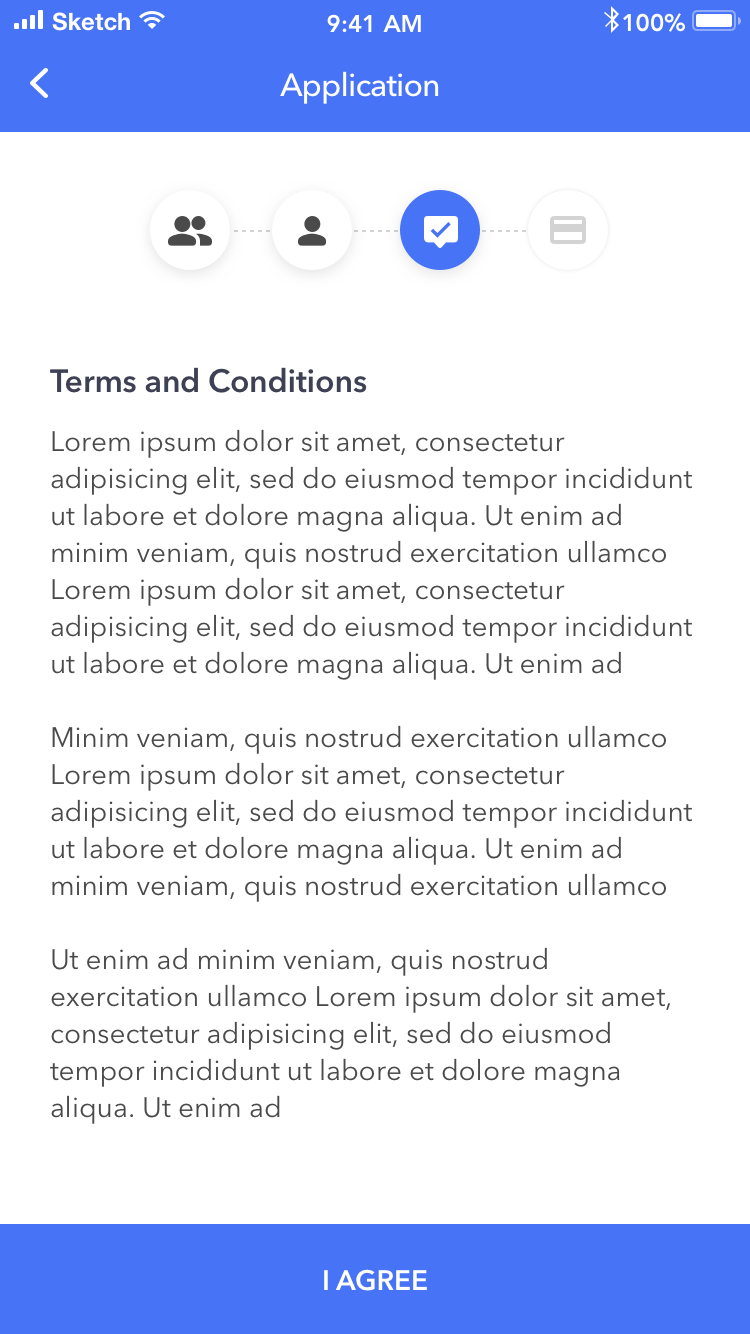 Sketch 9:41 AM 100%
Application
Terms and Conditions
Lorem ipsum dolor sit amet, consectetur
adipisicing elit, sed do eiusmod tempor incididunt
ut labore et dolore magna aliqua. Ut enim ad
minim veniam, quis nostrud exercitation ullamco
Lorem ipsum dolor sit amet, consectetur
adipisicing elit, sed do eiusmod tempor incididunt
ut labore et dolore magna aliqua. Ut enim ad
Minim veniam, quis nostrud exercitation ullamco
Lorem ipsum dolor sit amet, consectetur
adipisicing elit, sed do eiusmod tempor incididunt
ut labore et dolore magna aliqua. Ut enim ad
minim veniam, quis nostrud exercitation ullamco
Ut enim ad minim veniam, quis nostrud
exercitation ullamco Lorem ipsum dolor sit amet,
consectetur adipisicing elit, sed do eiusmod
tempor incididunt ut labore et dolore magna
aliqua. Ut enim ad
I AGREE